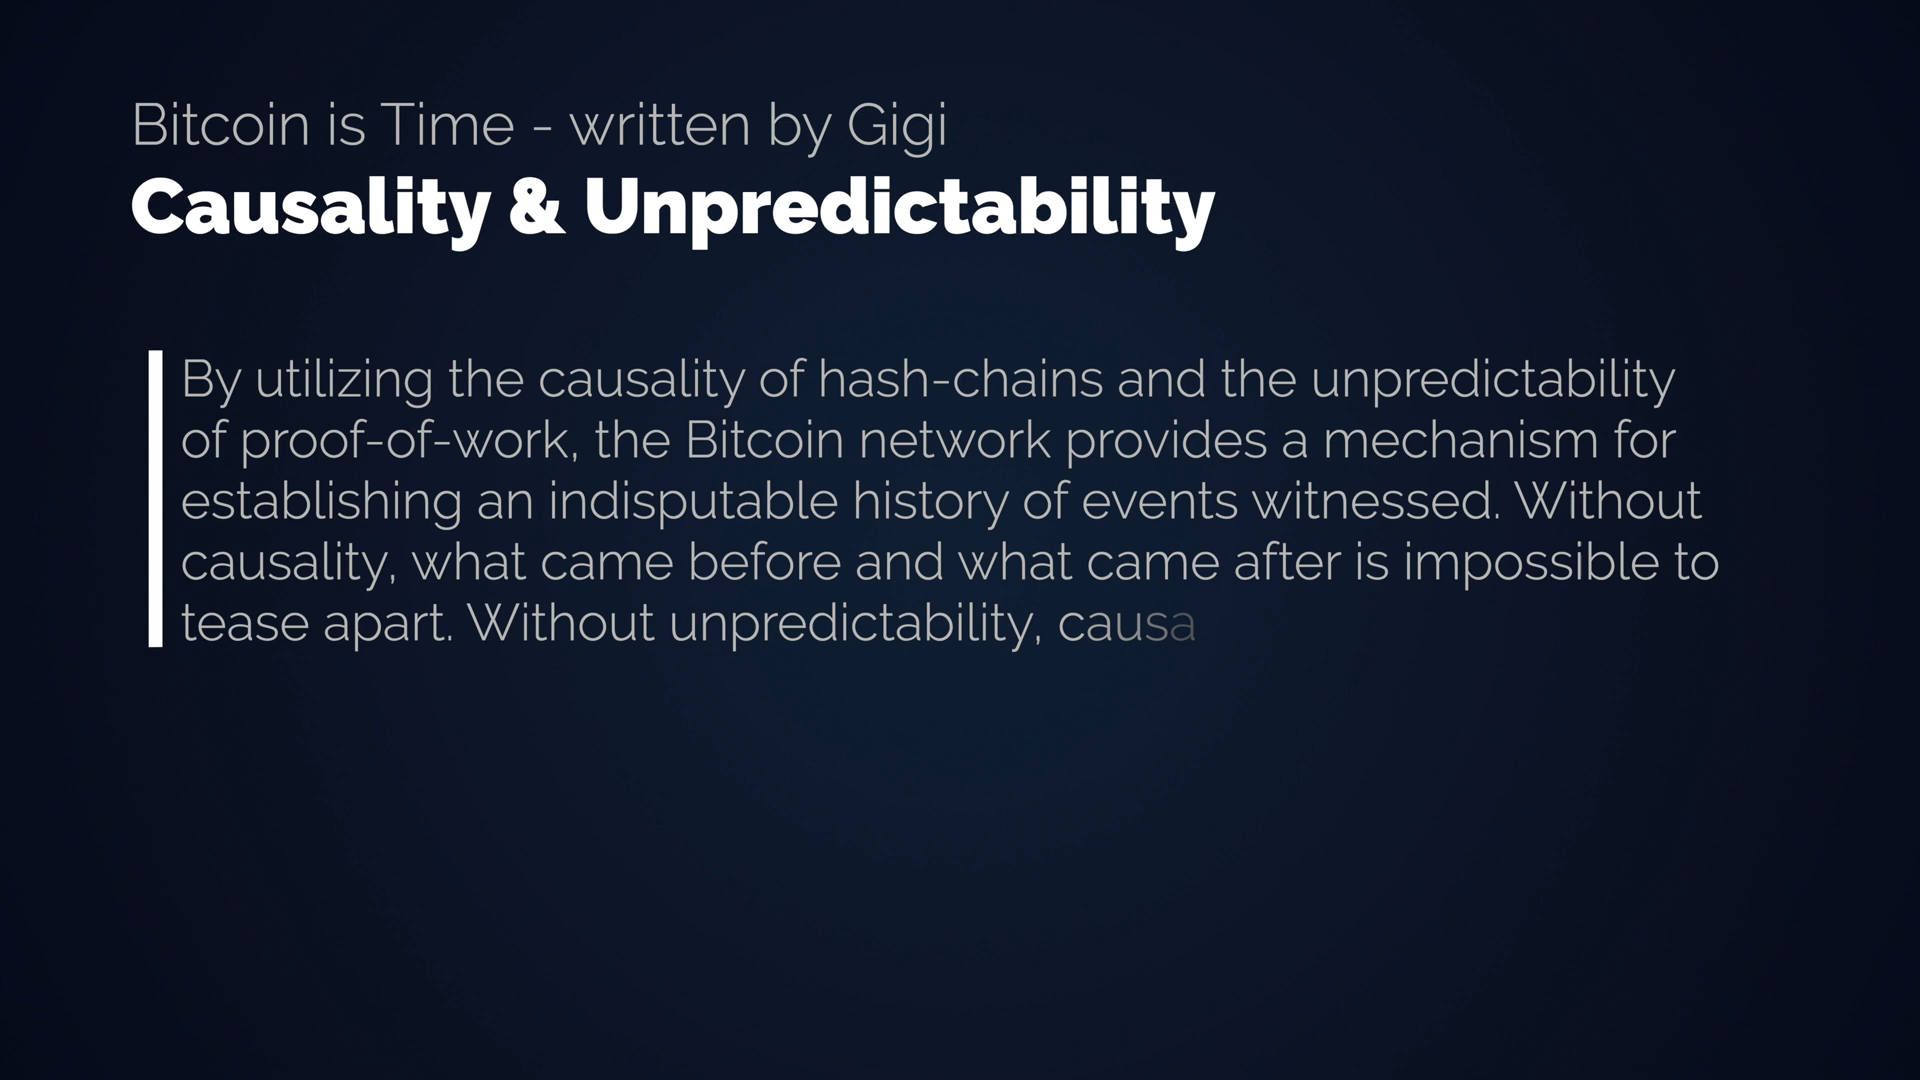 Bitcoin is Time - written by Gigi
Causality & Unpredictability
By utilizing the causality of hash-chains and the unpredictability
of proof-of-work, the Bitcoin network provides a mechanism for
establishing an indisputable history of events witnessed. Without
causality, what came before and what came after is impossible to
tease apart. Without unpredictability, causa